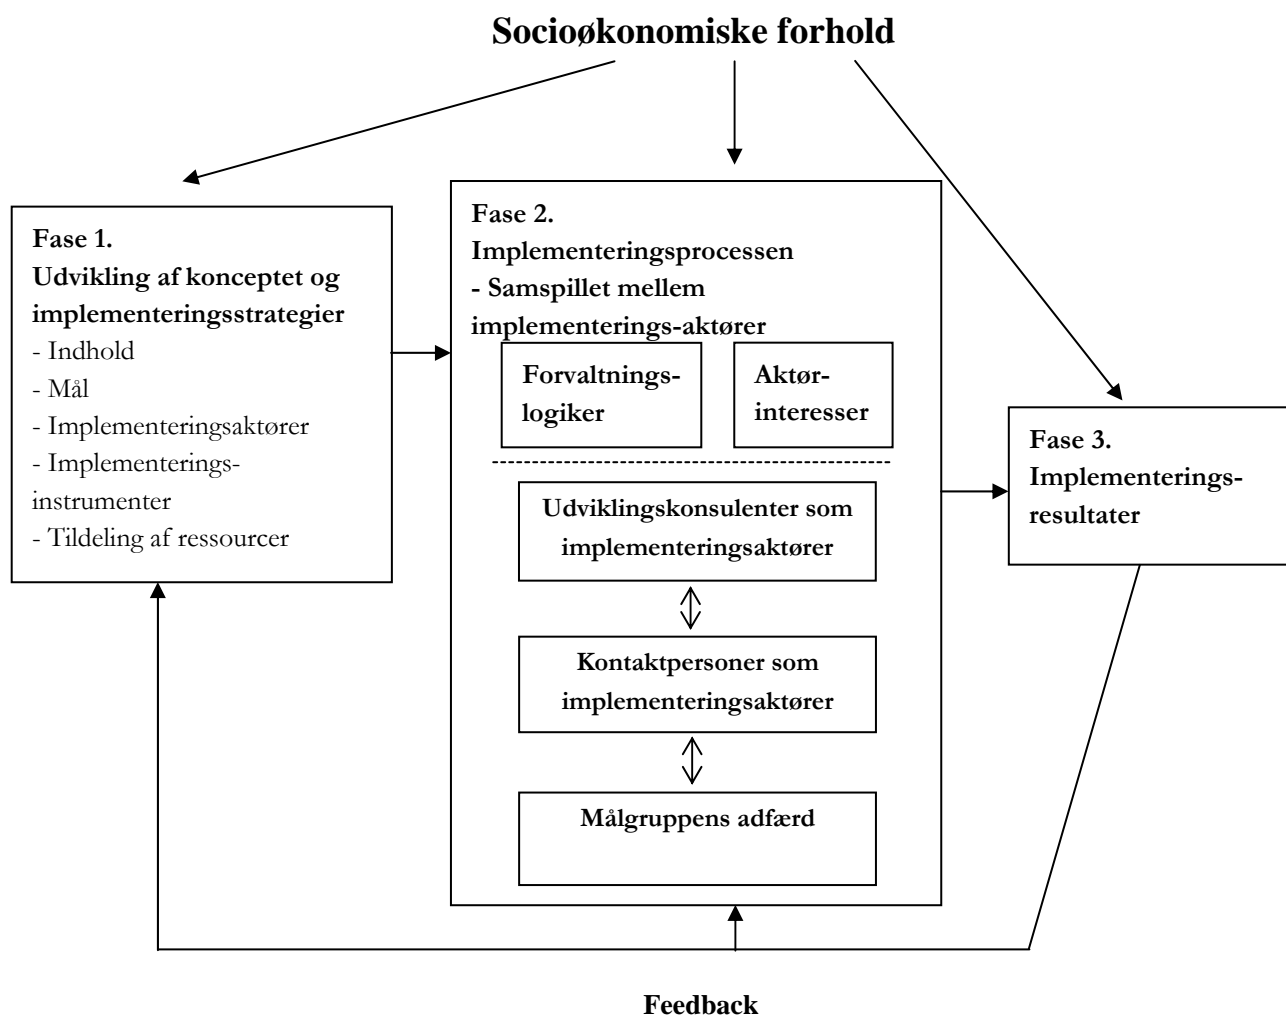 Socioøkonomiske forhold
Fase 1.
Udvikling af konceptet og
implementeringsstrategier
- Indhold
- Mål
- Implementeringsaktører
- Implementerings-
instrumenter
- Tildeling af ressourcer
Fase 2.
Implementeringsprocessen
- Samspillet mellem
implementerings-aktører
Forvaltnings-
logiker
Aktør-
interesser
Udviklingskonsulenter som
implementeringsaktører
Kontaktpersoner som
implementeringsaktører
Målgruppens adfærd
Fase 3.
Implementerings-
resultater
Feedback